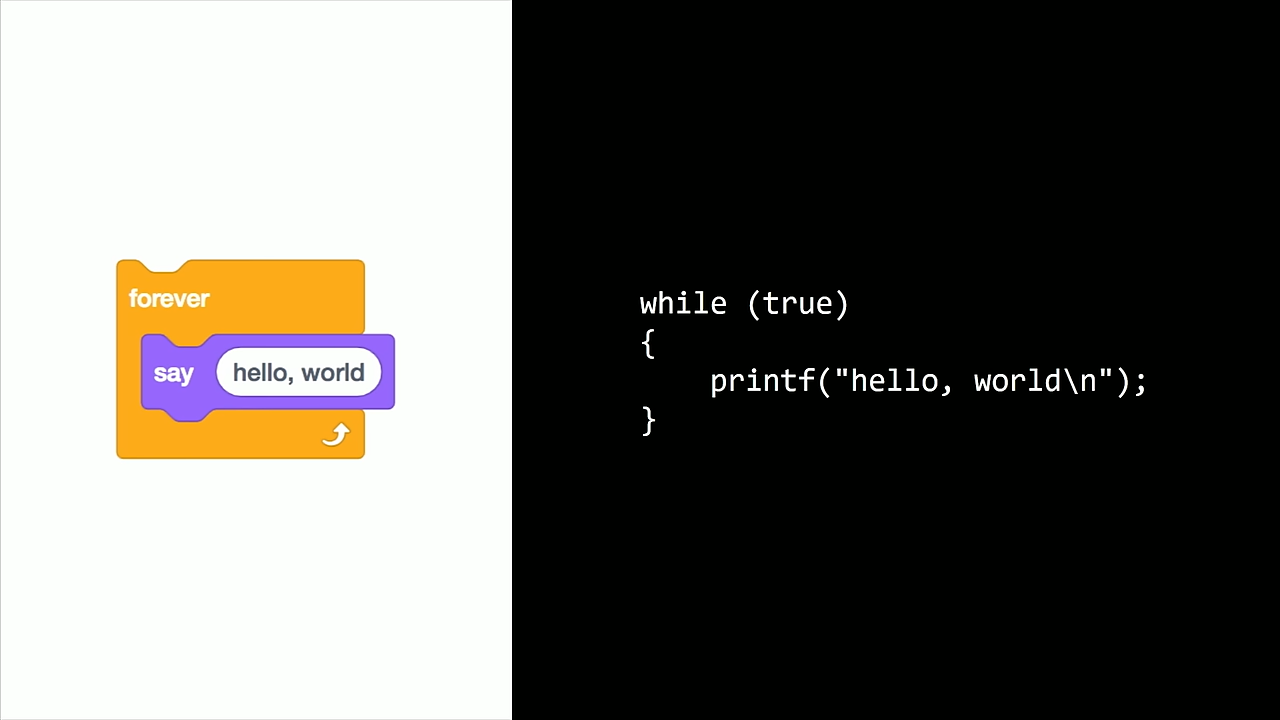 forever
say hello, world
while (true)
{
    printf("hello, world\n");
}